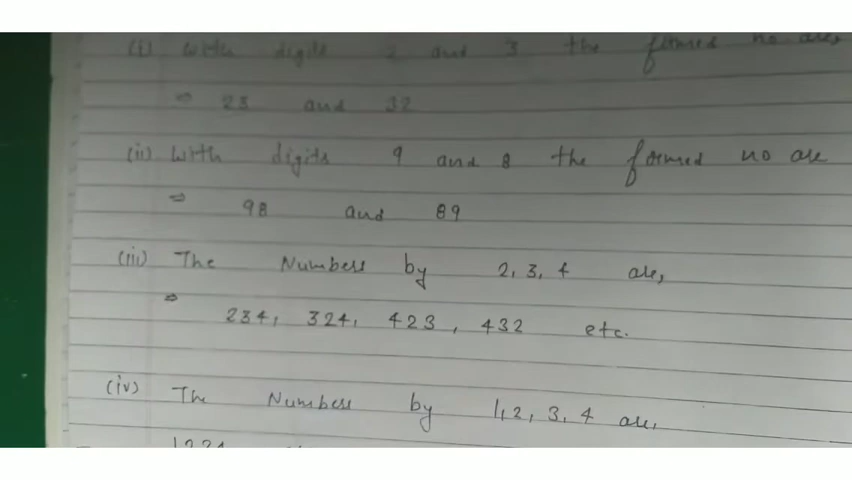 (i) With digits 2 and 3 the formed no are,
⇒ 23 and 32
(ii) With digits 9 and 8 the formed no are
⇒ 98 and 89
(iii) The Numbers by 2, 3, 4 are,
⇒ 234, 324, 423, 432 etc.
(iv) The Numbers by 1, 2, 3, 4 are,